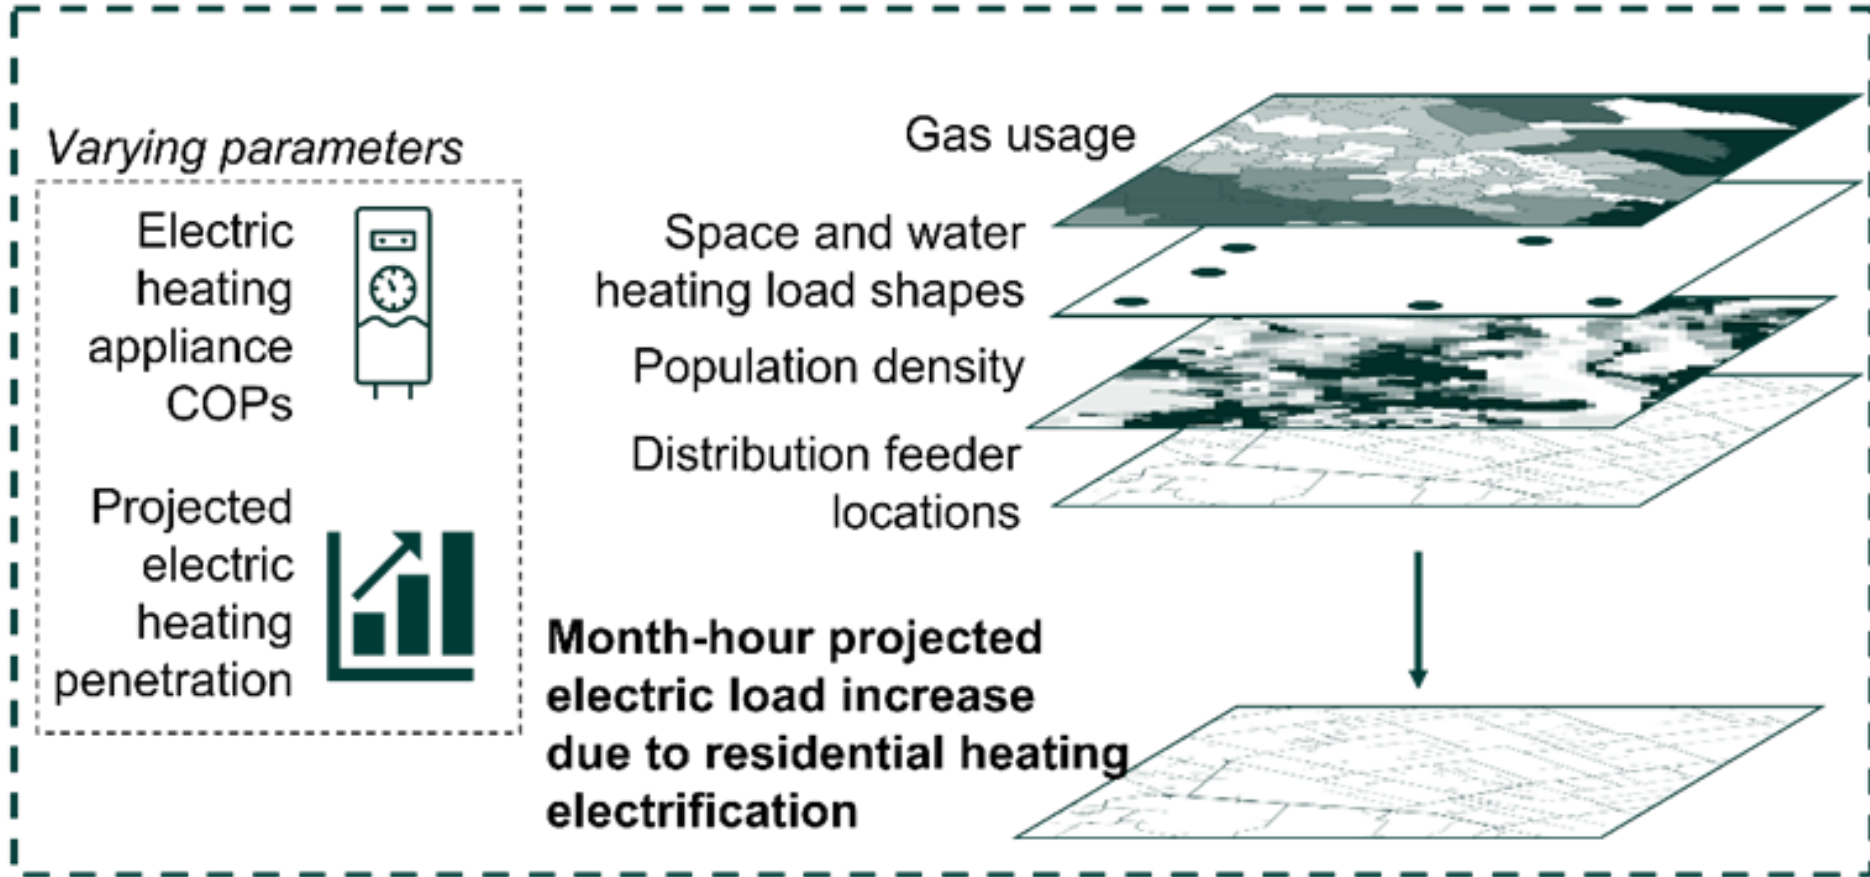 Varying parameters
Electric
heating
appliance
COPs
Projected
electric
heating
penetration
Gas usage
Space and water
heating load shapes
Population density
Distribution feeder
locations
Month-hour projected
electric load increase
due to residential heating
electrification